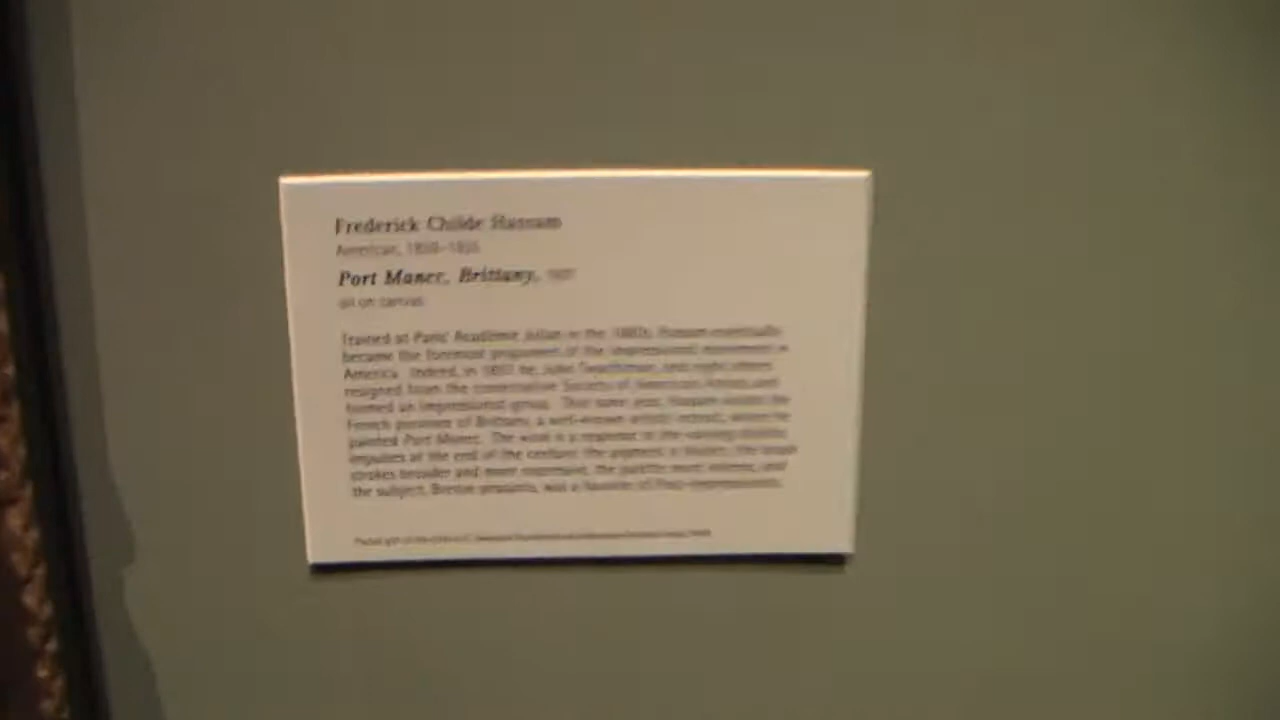 Frederick Childe Hassam
American, 1859–1935
Port Manec, Brittany, 1897
oil on canvas
Trained at Paris' Académie Julian in the 1880s, Hassam eventually
became the foremost proponent of the Impressionist movement in
America. Indeed, in 1897 he, John Twachtman, and eight others
resigned from the conservative Society of American Artists and
formed an Impressionist group. That same year, Hassam visited the
French province of Brittany, a well-known artists' retreat, where he
painted Port Manec. The work is a response to the varying stylistic
impulses at the end of the century: the pigment is thicker, the brush
strokes broader and more expressive, the palette more intense, and
the subject, Breton peasants, was a favorite of Post-Impressionists.